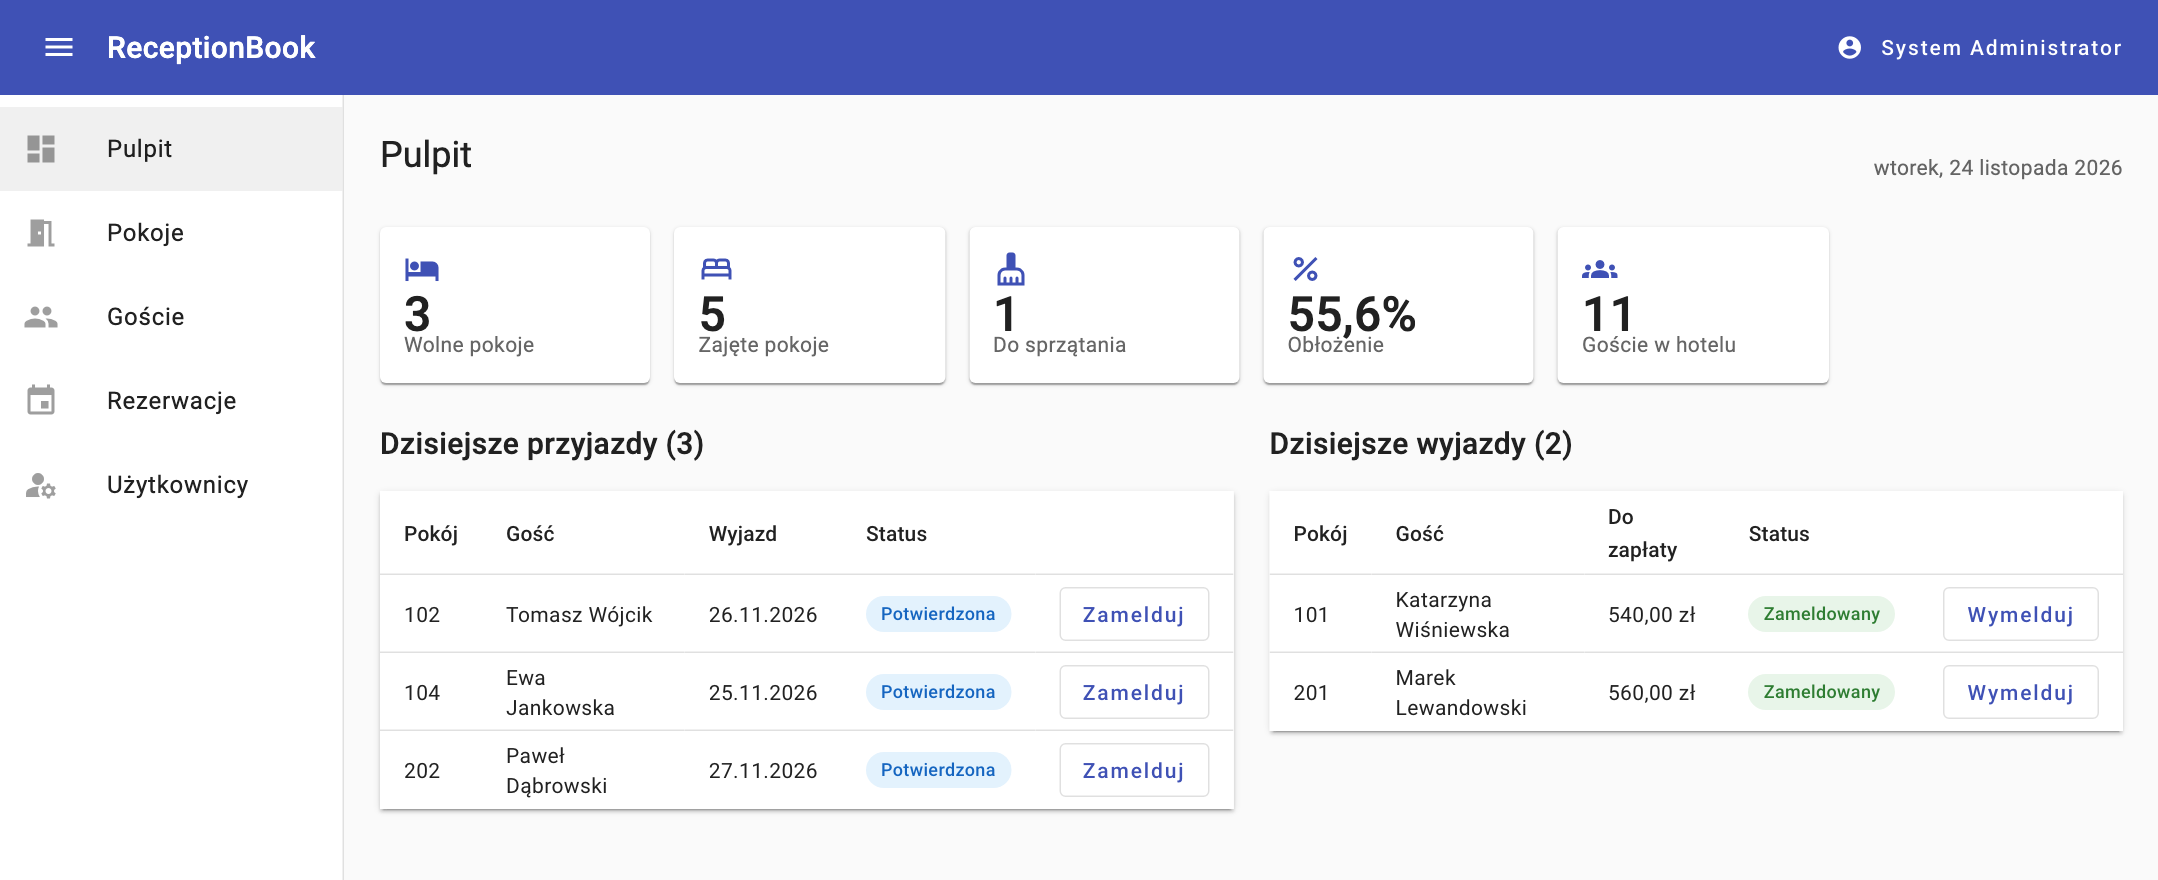 ReceptionBook
System Administrator
Pulpit
Pokoje
Goście
Rezerwacje
Użytkownicy
Pulpit
wtorek, 24 listopada 2026
3
Wolne pokoje
5
Zajęte pokoje
1
Do sprzątania
55,6%
Obłożenie
11
Goście w hotelu
Dzisiejsze przyjazdy (3)
Pokój Gość Wyjazd Status
102 Tomasz Wójcik 26.11.2026 Potwierdzona Zamelduj
104 Ewa
Jankowska 25.11.2026 Potwierdzona Zamelduj
202 Paweł
Dąbrowski 27.11.2026 Potwierdzona Zamelduj
Dzisiejsze wyjazdy (2)
Pokój Gość Do
zapłaty Status
101 Katarzyna
Wiśniewska 540,00 zł Zameldowany Wymelduj
201 Marek
Lewandowski 560,00 zł Zameldowany Wymelduj